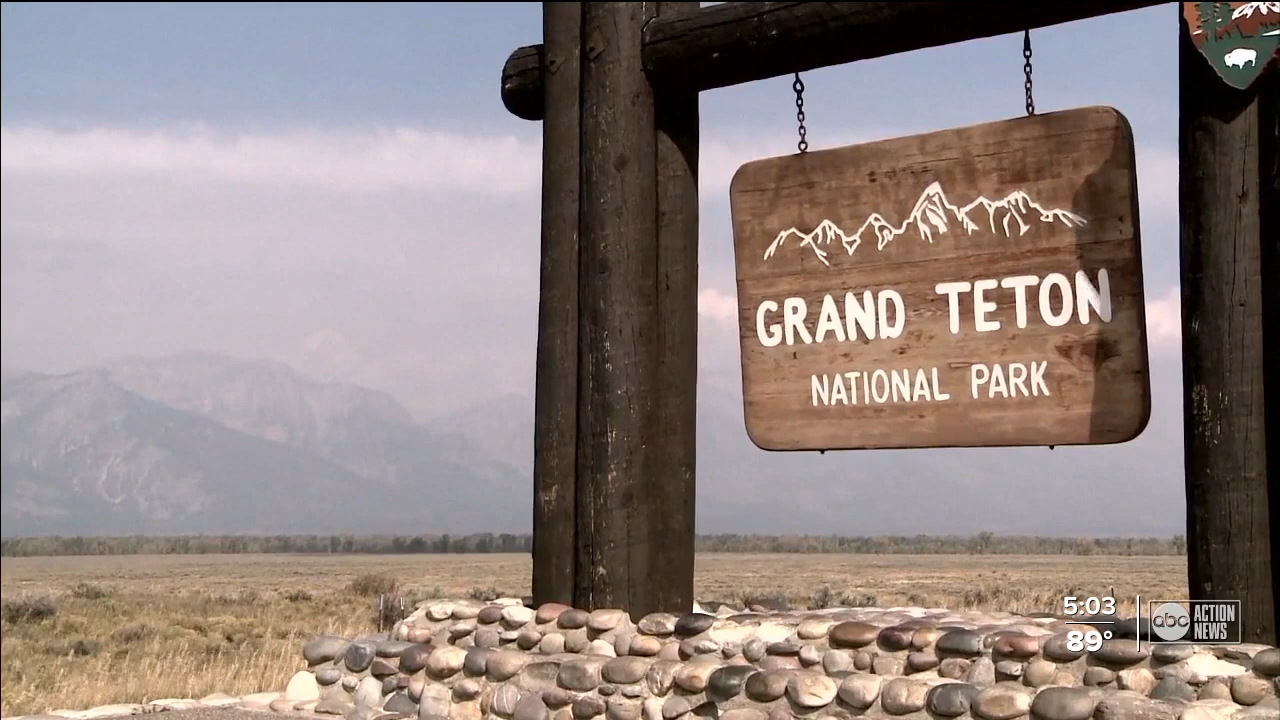 GRAND TETON
NATIONAL PARK
5:03
89°
abc
ACTION
NEWS